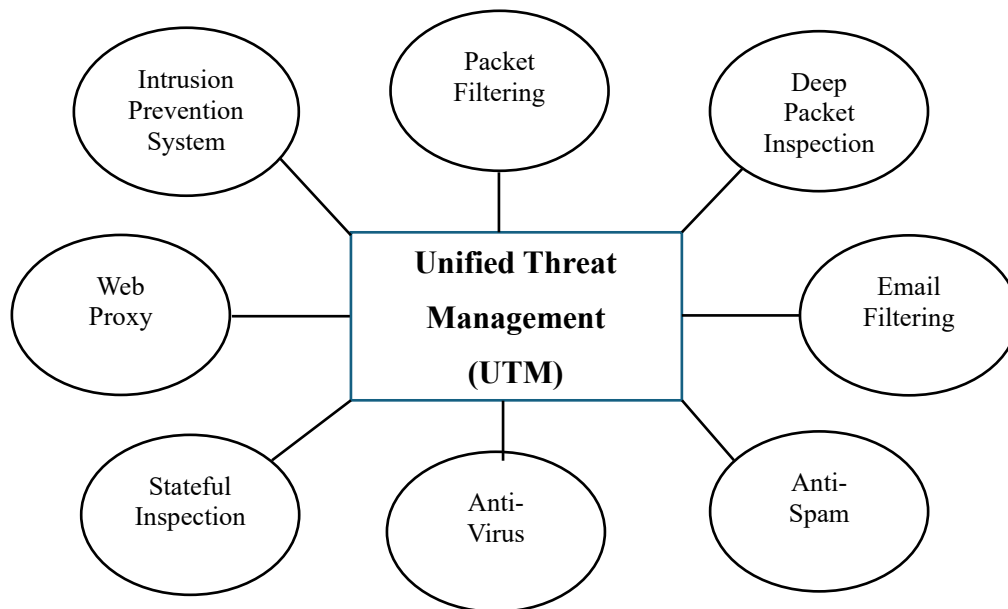 Intrusion
Prevention
System
Packet
Filtering
Deep
Packet
Inspection
Web
Proxy
Unified Threat
Management
(UTM)
Email
Filtering
Stateful
Inspection
Anti-
Virus
Anti-
Spam